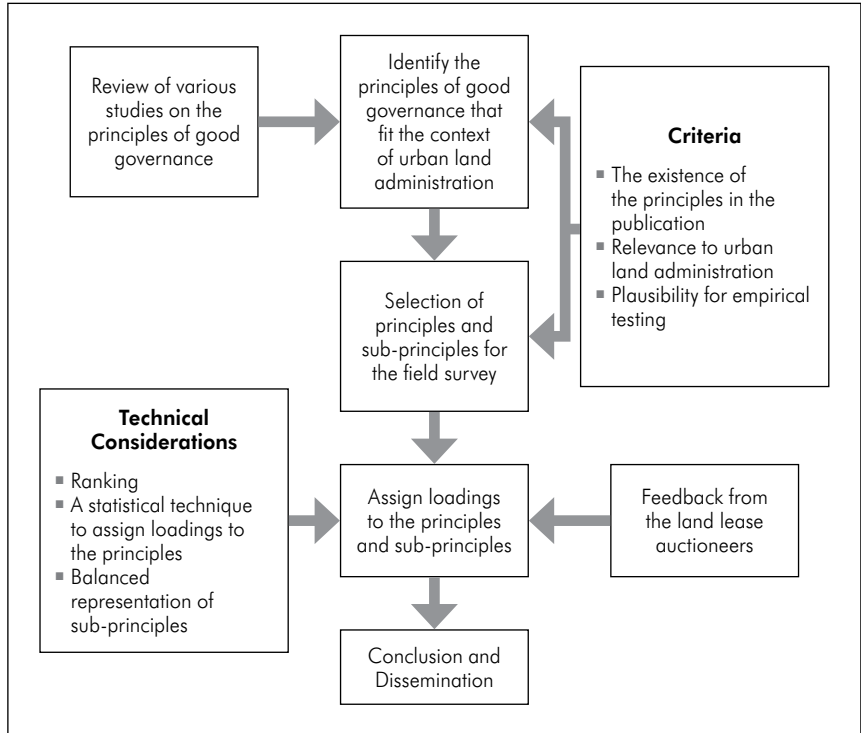 Review of various
studies on the
principles of good
governance
Identify the
principles of good
governance that
fit the context
of urban land
administration
Criteria
▪ The existence of
the principles in the
publication
▪ Relevance to urban
land administration
▪ Plausibility for empirical
testing
Selection of
principles and
sub-principles for
the field survey
Technical
Considerations
▪ Ranking
▪ A statistical technique
to assign loadings to
the principles
▪ Balanced
representation of
sub-principles
Assign loadings
to the principles
and sub-principles
Feedback from
the land lease
auctioneers
Conclusion and
Dissemination